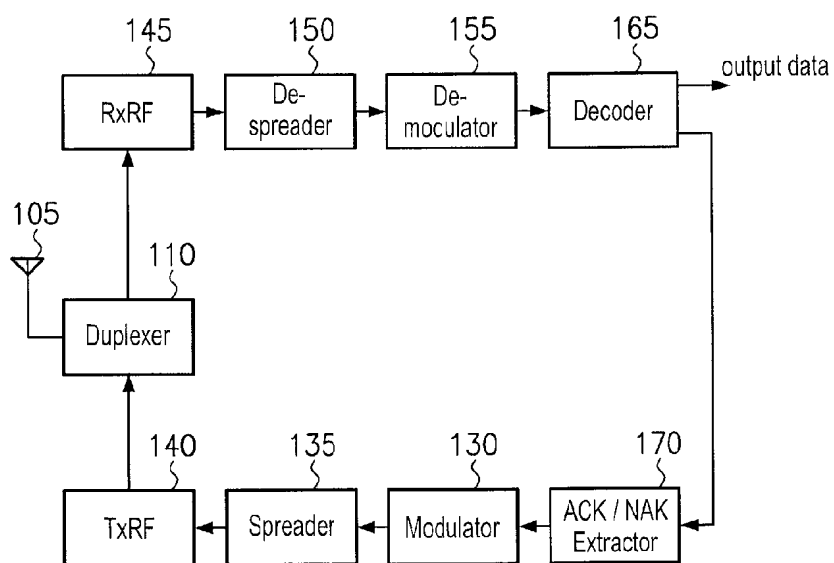 145
150
155
165
output data
RxRF
De-
spreader
De-
moculator
Decoder
105
110
Duplexer
140
135
130
170
TxRF
Spreader
Modulator
ACK / NAK
Extractor